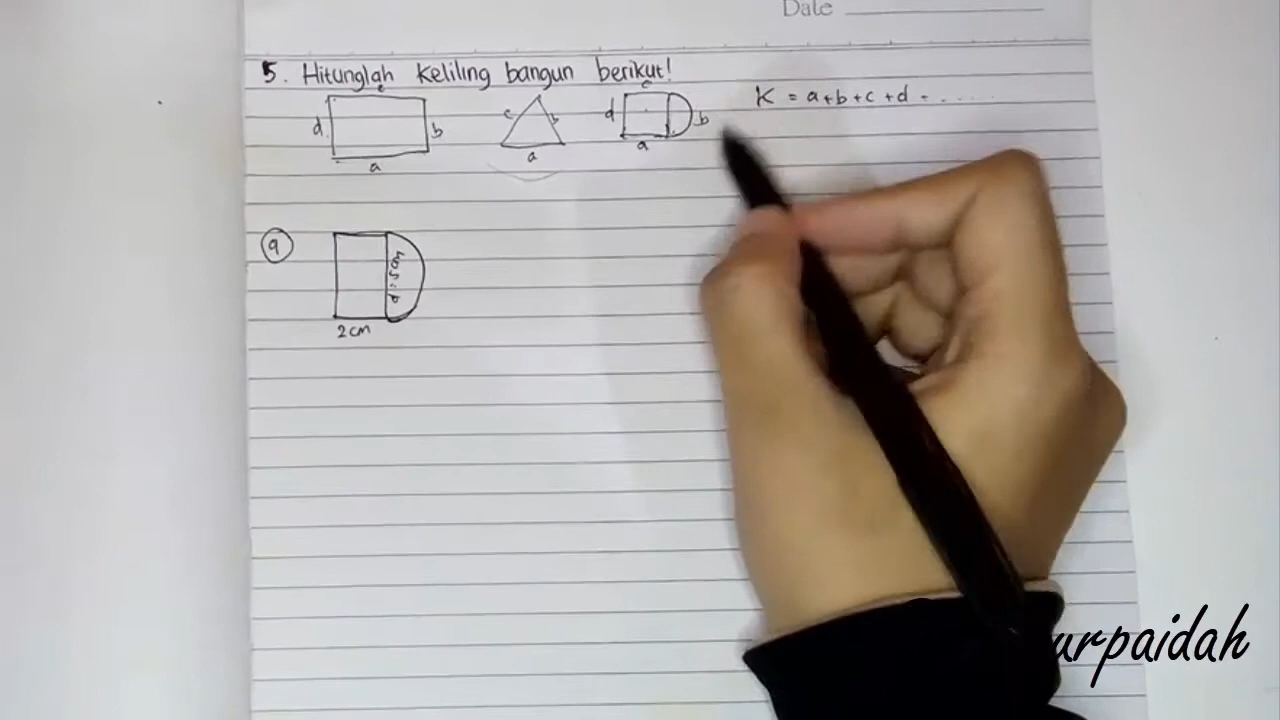 Date
5. Hitunglah Keliling bangun berikut!
K = a+b+c+d = .....
c
d
b
a
c
b
a
c
d
b
a
a
d = 5 cm
2 cm
urpaidah